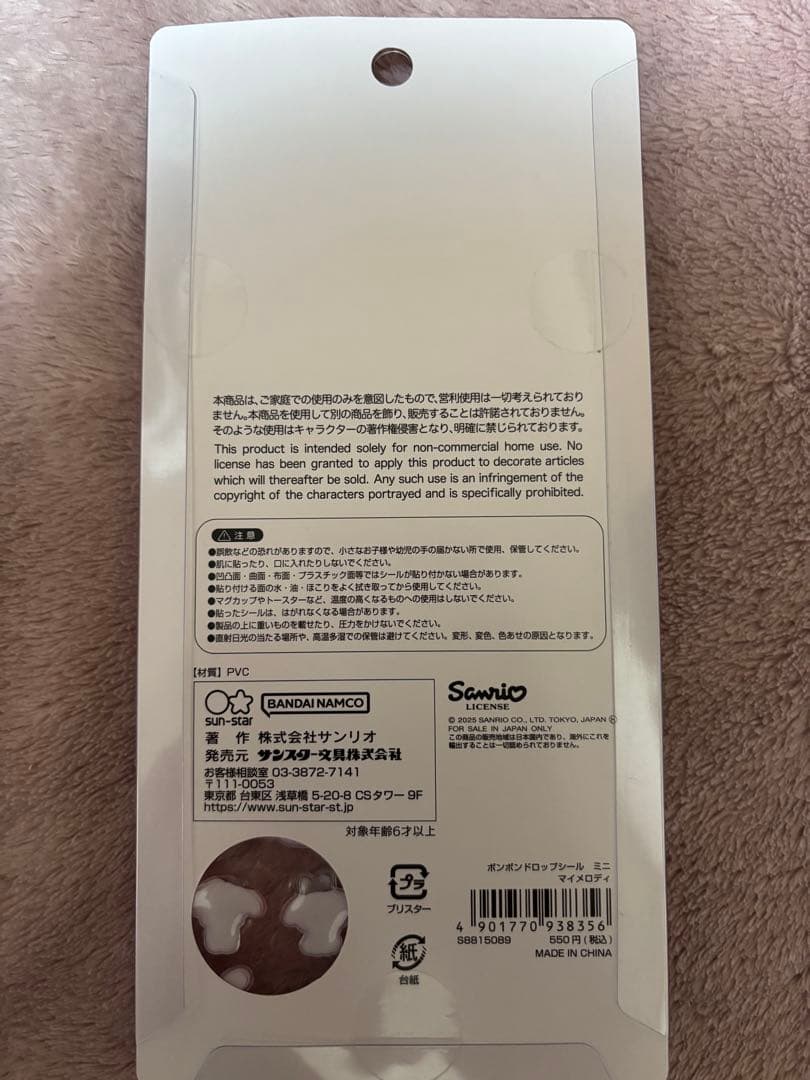 本商品は、ご家庭での使用のみを意図したもので、営利使用は一切考えられており
ません。本商品を使用して別の商品を飾り、販売することは許諾されておりません。
そのような使用はキャラクターの著作権侵害となり、明確に禁じられております。
This product is intended solely for non-commercial home use. No
license has been granted to apply this product to decorate articles
which will thereafter be sold. Any such use is an infringement of the
copyright of the characters portrayed and is specifically prohibited.
注意
●誤飲などの恐れがありますので、小さなお子様や幼児の手の届かない所で使用、保管してください。
●肌に貼ったり、口に入れたりしないでください。
●凹凸面・曲面・布面・プラスチック面等ではシールが貼り付かない場合があります。
●貼り付ける面の水・油・ほこりをよく拭き取ってから使用してください。
●マグカップやトースターなど、温度の高くなるものへの使用はしないでください。
●貼ったシールは、はがれなくなる場合があります。
●製品の上に重いものを載せたり、圧力をかけないでください。
●直射日光の当たる場所や、高温多湿での保管は避けてください。変形、変色、色あせの原因となります。
【材質】PVC
sun-star BANDAI NAMCO
著 作 株式会社サンリオ
発売元 サンスター文具株式会社
お客様相談室 03-3872-7141
〒111-0053
東京都 台東区 浅草橋 5-20-8 CSタワー 9F
https://www.sun-star-st.jp
対象年齢6才以上
Sanrio
LICENSE
© 2025 SANRIO CO., LTD. TOKYO, JAPAN Ⓗ
FOR SALE IN JAPAN ONLY
この商品の販売地域は日本国内であり、海外にこれを
輸出することは一切認められておりません。
プラ
ブリスター
紙
台紙
ボンボンドロップシール ミニ
マイメロディ
4 901770 938356
S8815089 550円(税込)
MADE IN CHINA